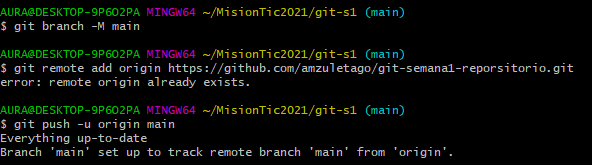 AURA@DESKTOP-9P6O2PA MINGW64 ~/MisionTic2021/git-s1 (main)
$ git branch -M main
AURA@DESKTOP-9P6O2PA MINGW64 ~/MisionTic2021/git-s1 (main)
$ git remote add origin https://github.com/amzuletago/git-semana1-reporsitorio.git
error: remote origin already exists.
AURA@DESKTOP-9P6O2PA MINGW64 ~/MisionTic2021/git-s1 (main)
$ git push -u origin main
Everything up-to-date
Branch 'main' set up to track remote branch 'main' from 'origin'.